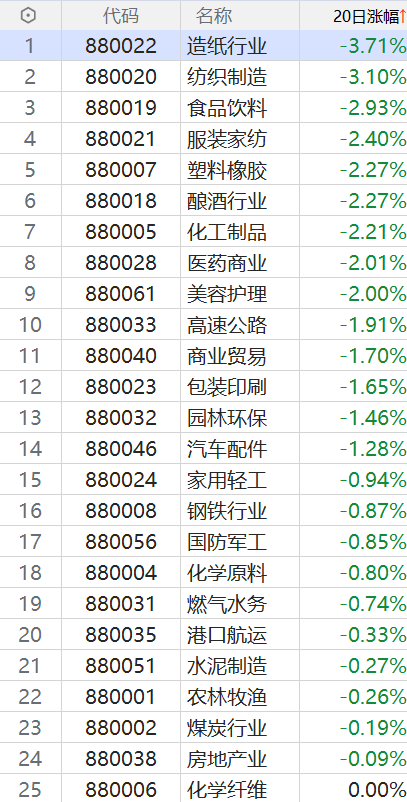 代码 名称 20日涨幅↑
1 880022 造纸行业 -3.71%
2 880020 纺织制造 -3.10%
3 880019 食品饮料 -2.93%
4 880021 服装家纺 -2.40%
5 880007 塑料橡胶 -2.27%
6 880018 酿酒行业 -2.27%
7 880005 化工制品 -2.21%
8 880028 医药商业 -2.01%
9 880061 美容护理 -2.00%
10 880033 高速公路 -1.91%
11 880040 商业贸易 -1.70%
12 880023 包装印刷 -1.65%
13 880032 园林环保 -1.46%
14 880046 汽车配件 -1.28%
15 880024 家用轻工 -0.94%
16 880008 钢铁行业 -0.87%
17 880056 国防军工 -0.85%
18 880004 化学原料 -0.80%
19 880031 燃气水务 -0.74%
20 880035 港口航运 -0.33%
21 880051 水泥制造 -0.27%
22 880001 农林牧渔 -0.26%
23 880002 煤炭行业 -0.19%
24 880038 房地产业 -0.09%
25 880006 化学纤维 0.00%